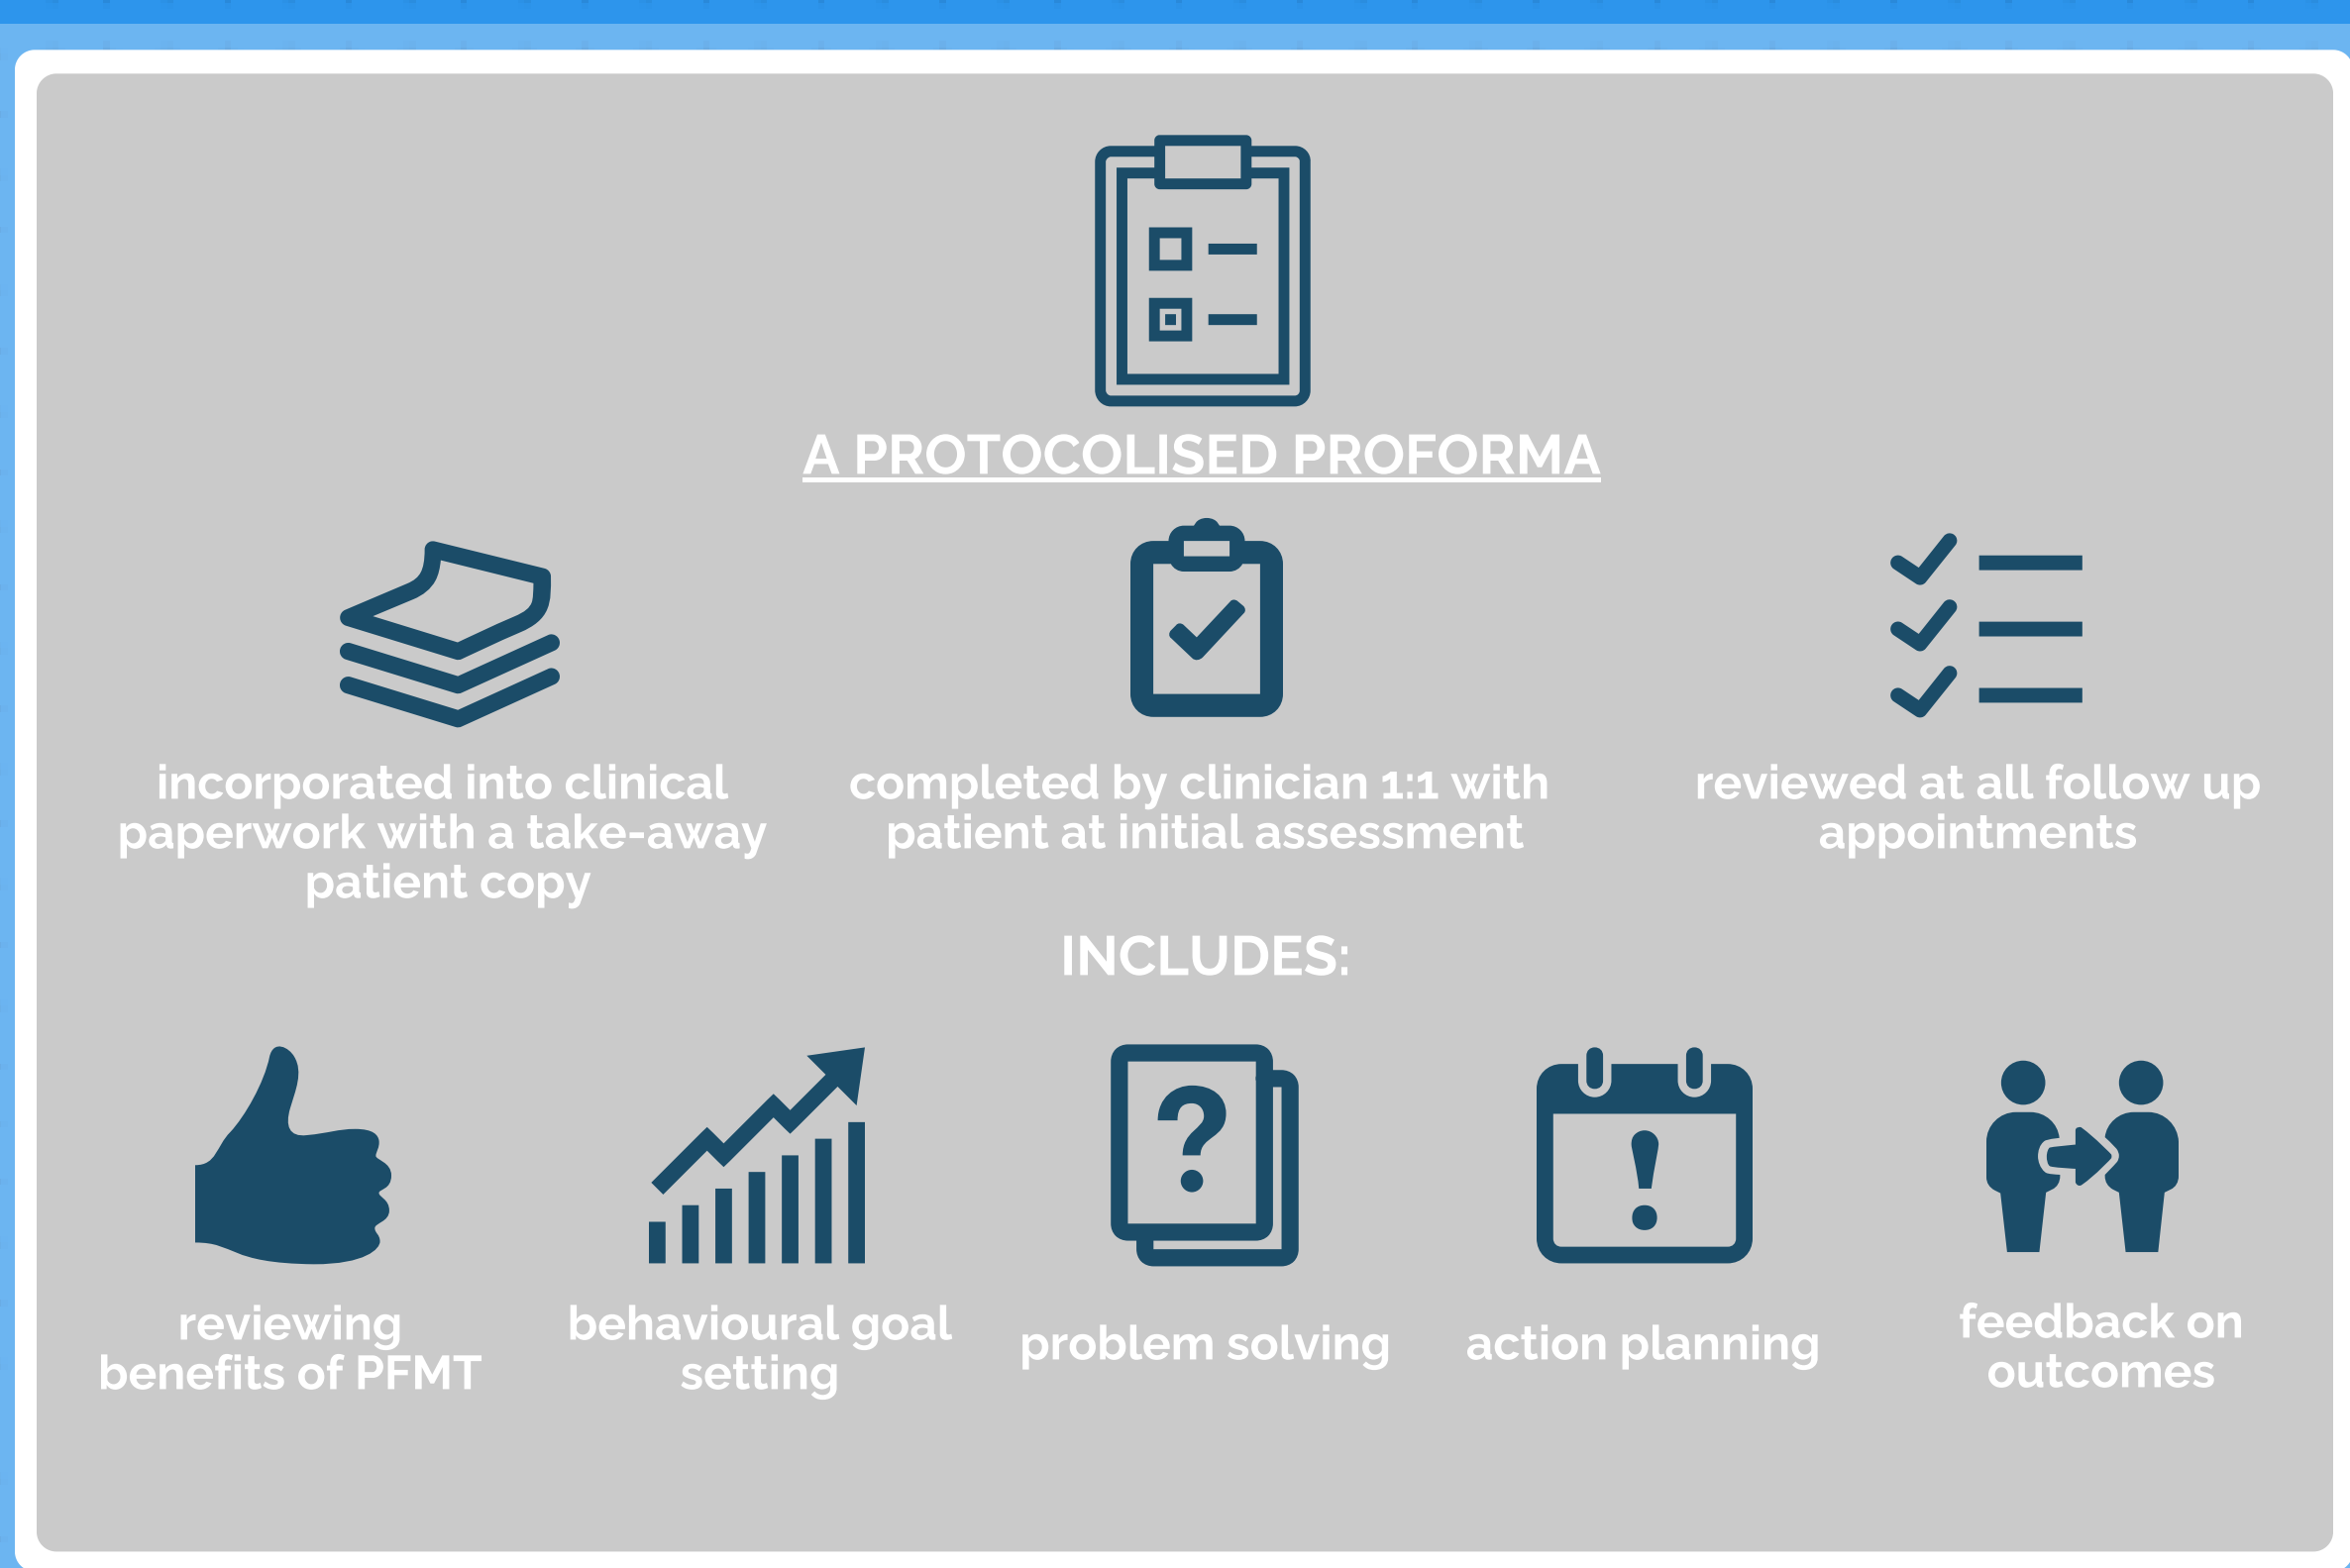 A PROTOCOLISED PROFORMA
incorporated into clinical
paperwork with a take-away
patient copy
completed by clinician 1:1 with
patient at initial assessment
reviewed at all follow up
appointments
INCLUDES:
reviewing
benefits of PFMT
behavioural goal
setting
problem solving
action planning
feedback on
outcomes